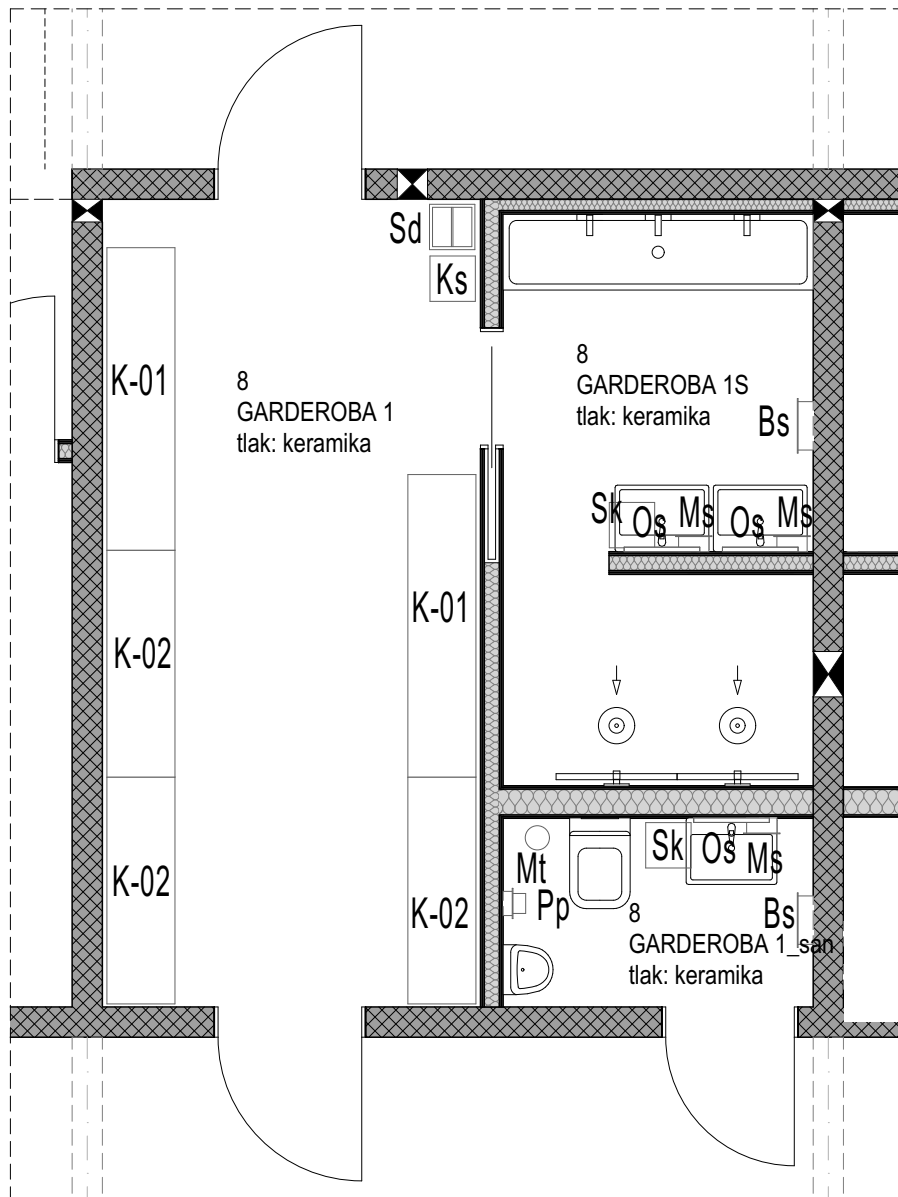 Sd
Ks
K-01
8
GARDEROBA 1
tlak: keramika
8
GARDEROBA 1S
tlak: keramika
Bs
Sk
Os
Ms
Os
Ms
K-01
K-02
K-02
K-02
Mt
Pp
Sk
Os
Ms
Bs
8
GARDEROBA 1_san
tlak: keramika